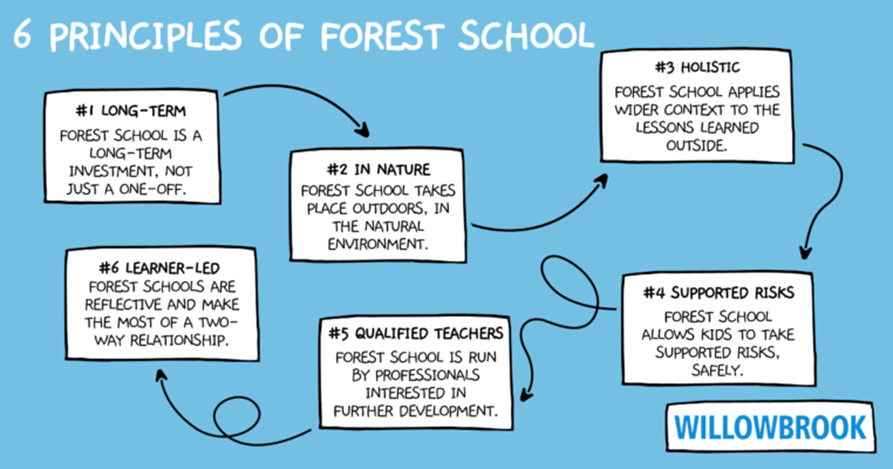 6 PRINCIPLES OF FOREST SCHOOL
#1 LONG-TERM
FOREST SCHOOL IS A
LONG-TERM
INVESTMENT, NOT
JUST A ONE-OFF.
#2 IN NATURE
FOREST SCHOOL TAKES
PLACE OUTDOORS, IN
THE NATURAL
ENVIRONMENT.
#3 HOLISTIC
FOREST SCHOOL APPLIES
WIDER CONTEXT TO THE
LESSONS LEARNED
OUTSIDE.
#4 SUPPORTED RISKS
FOREST SCHOOL
ALLOWS KIDS TO TAKE
SUPPORTED RISKS,
SAFELY.
#5 QUALIFIED TEACHERS
FOREST SCHOOL IS RUN
BY PROFESSIONALS
INTERESTED IN
FURTHER DEVELOPMENT.
#6 LEARNER-LED
FOREST SCHOOLS ARE
REFLECTIVE AND MAKE
THE MOST OF A TWO-
WAY RELATIONSHIP.
WILLOWBROOK